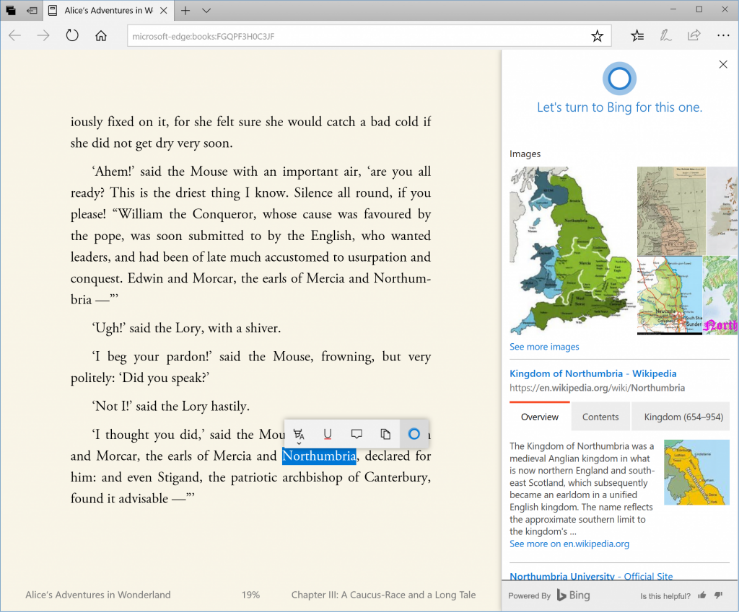 Alice's Adventures in W
microsoft-edge:books:FGQPF3H0C3JF
iously fixed on it, for she felt sure she would catch a bad cold if
she did not get dry very soon.
‘Ahem!’ said the Mouse with an important air, ‘are you all
ready? This is the driest thing I know. Silence all round, if you
please! “William the Conqueror, whose cause was favoured by
the pope, was soon submitted to by the English, who wanted
leaders, and had been of late much accustomed to usurpation and
conquest. Edwin and Morcar, the earls of Mercia and Northum-
bria —”’
‘Ugh!’ said the Lory, with a shiver.
‘I beg your pardon!’ said the Mouse, frowning, but very
politely: ‘Did you speak?’
‘Not I!’ said the Lory hastily.
‘I thought you did,’ said the Mou
and Morcar, the earls of Mercia and Northumbria, declared for
him: and even Stigand, the patriotic archbishop of Canterbury,
found it advisable —”’
Alice's Adventures in Wonderland
19%
Chapter III: A Caucus-Race and a Long Tale
Let's turn to Bing for this one.
Images
North
See more images
Kingdom of Northumbria - Wikipedia
https://en.wikipedia.org/wiki/Northumbria
Overview
Contents
Kingdom (654–954)
The Kingdom of Northumbria was a
medieval Anglian kingdom in what
is now northern England and south-
east Scotland, which subsequently
became an earldom in a unified
English kingdom. The name reflects
the approximate southern limit to
the kingdom's ...
See more on en.wikipedia.org
Northumbria University - Official Site
Powered By Bing
Is this helpful?